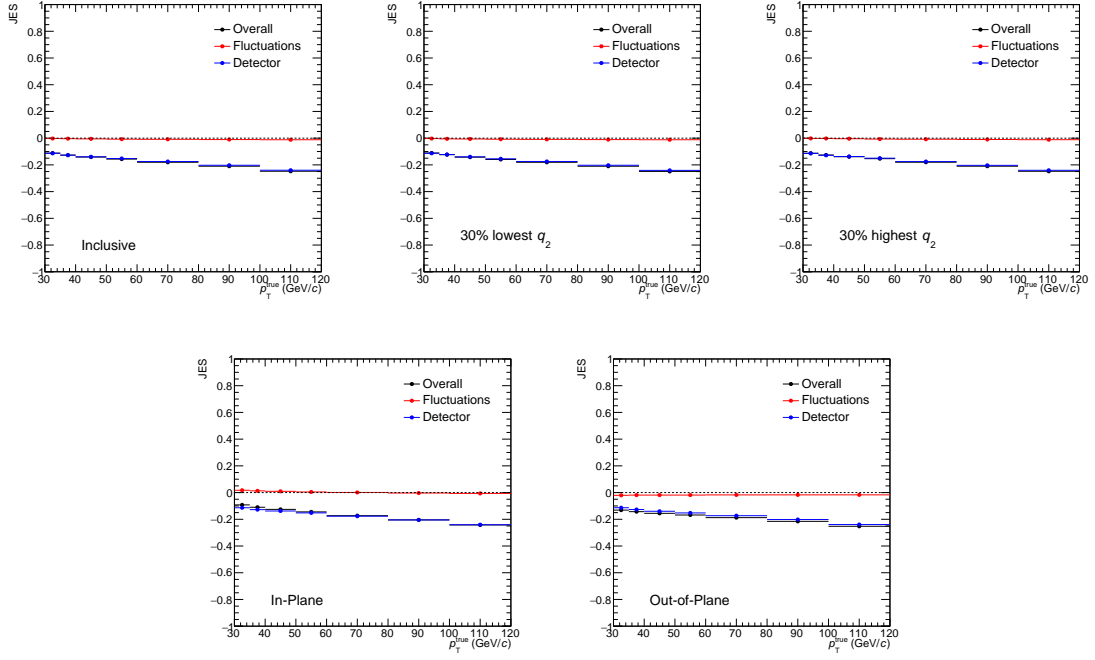 JES
1
0.8
0.6
0.4
0.2
0
−0.2
−0.4
−0.6
−0.8
−1
Overall
Fluctuations
Detector
Inclusive
30 40 50 60 70 80 90 100 110 120
p_T^true (GeV/c)
JES
1
0.8
0.6
0.4
0.2
0
−0.2
−0.4
−0.6
−0.8
−1
Overall
Fluctuations
Detector
30% lowest q_2
30 40 50 60 70 80 90 100 110 120
p_T^true (GeV/c)
JES
1
0.8
0.6
0.4
0.2
0
−0.2
−0.4
−0.6
−0.8
−1
Overall
Fluctuations
Detector
30% highest q_2
30 40 50 60 70 80 90 100 110 120
p_T^true (GeV/c)
JES
1
0.8
0.6
0.4
0.2
0
−0.2
−0.4
−0.6
−0.8
−1
Overall
Fluctuations
Detector
In-Plane
30 40 50 60 70 80 90 100 110 120
p_T^true (GeV/c)
JES
1
0.8
0.6
0.4
0.2
0
−0.2
−0.4
−0.6
−0.8
−1
Overall
Fluctuations
Detector
Out-of-Plane
30 40 50 60 70 80 90 100 110 120
p_T^true (GeV/c)